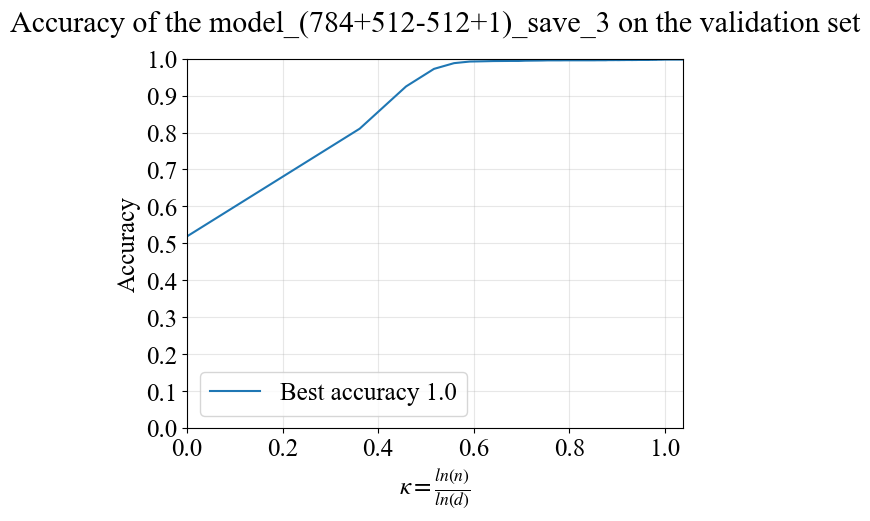 Accuracy of the model_(784+512-512+1)_save_3 on the validation set
1.0
0.9
0.8
0.7
0.6
0.5
0.4
0.3
0.2
0.1
0.0
Accuracy
Best accuracy 1.0
0.0 0.2 0.4 0.6 0.8 1.0
κ = ln(n) / ln(d)